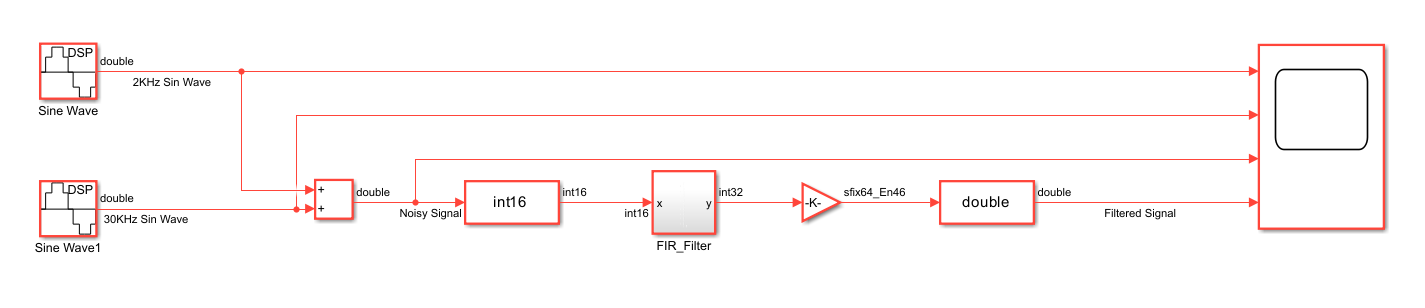 DSP
double
2KHz Sin Wave
Sine Wave
DSP
double
30KHz Sin Wave
Sine Wave1
+
+
double
Noisy Signal
int16
int16
int16
x
y
FIR_Filter
int32
-K-
sfix64_En46
double
double
Filtered Signal